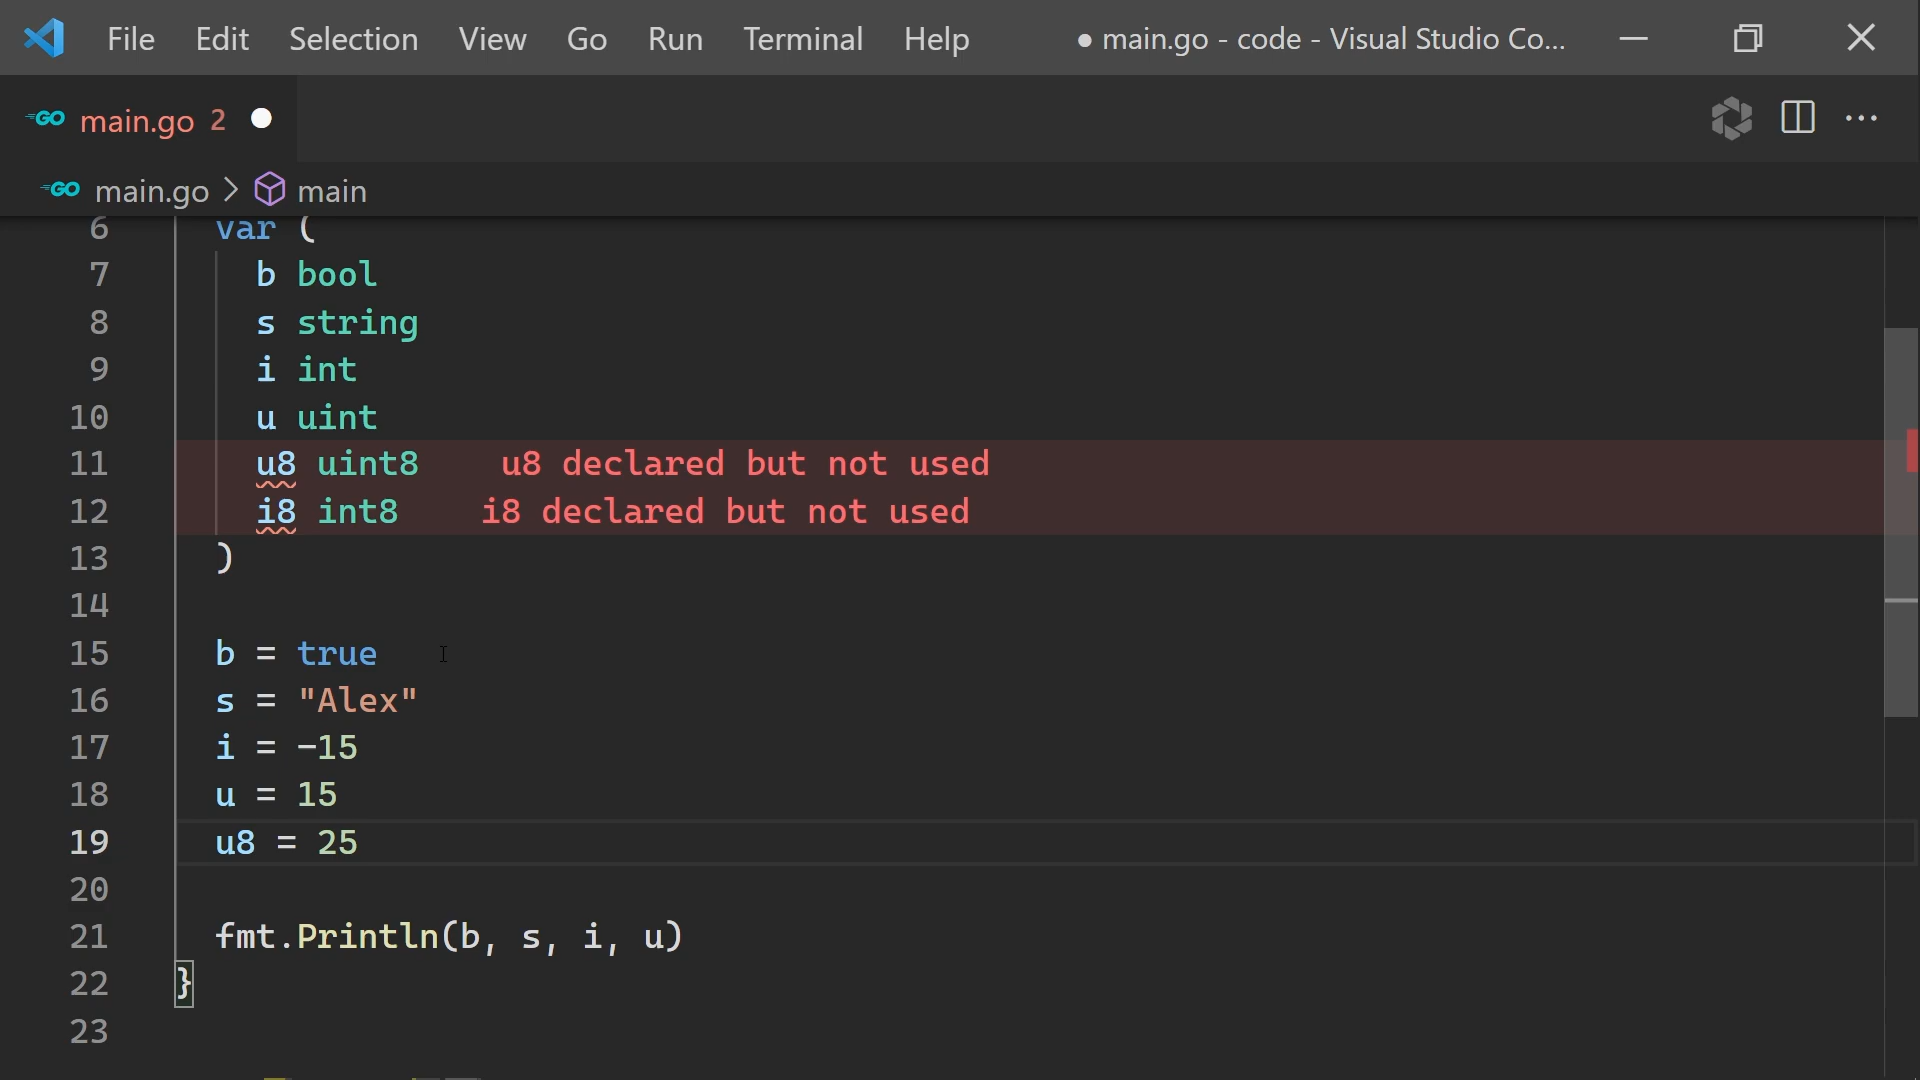 File Edit Selection View Go Run Terminal Help ● main.go - code - Visual Studio Co...
GO main.go 2
GO main.go > main
6 var (
7 b bool
8 s string
9 i int
10 u uint
11 u8 uint8 u8 declared but not used
12 i8 int8 i8 declared but not used
13 )
14
15 b = true
16 s = "Alex"
17 i = -15
18 u = 15
19 u8 = 25
20
21 fmt.Println(b, s, i, u)
22 }
23